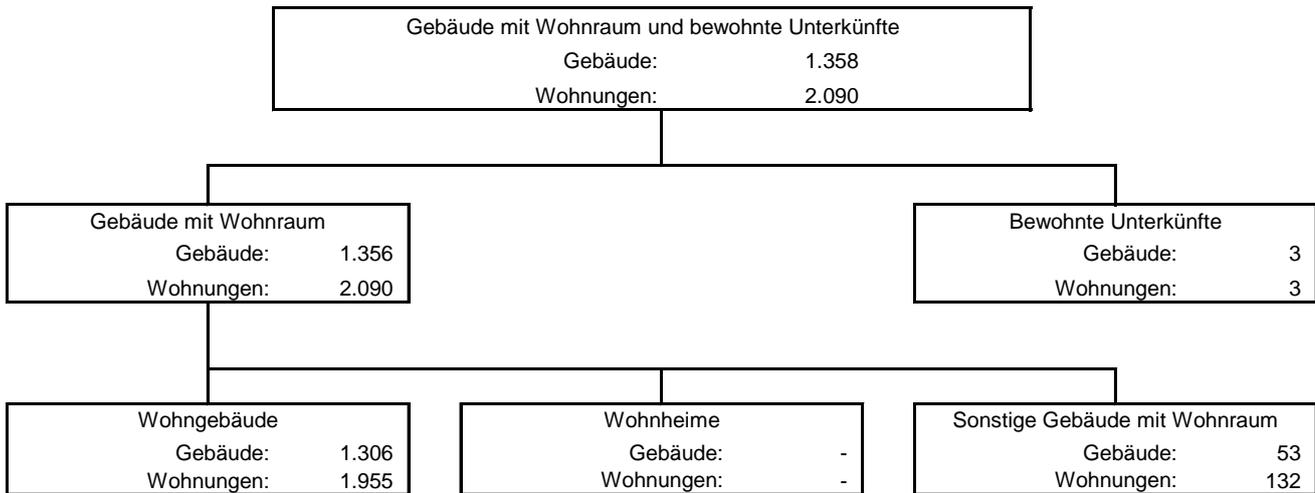 Gebäude mit Wohnraum und bewohnte Unterkünfte
Gebäude: 1.358
Wohnungen: 2.090
Gebäude mit Wohnraum
Gebäude: 1.356
Wohnungen: 2.090
Bewohnte Unterkünfte
Gebäude: 3
Wohnungen: 3
Wohngebäude
Gebäude: 1.306
Wohnungen: 1.955
Wohnheime
Gebäude: -
Wohnungen: -
Sonstige Gebäude mit Wohnraum
Gebäude: 53
Wohnungen: 132